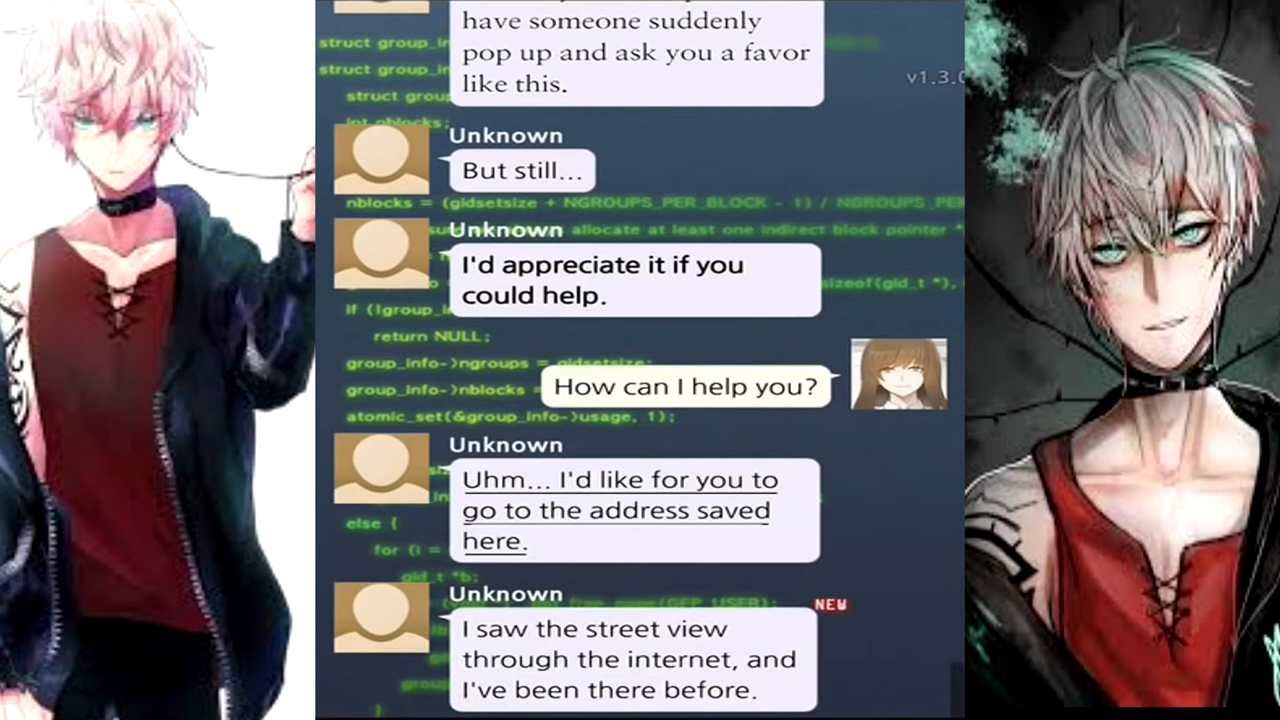 have someone suddenly
struct group_in
pop up and ask you a favor
struct group_in
like this.
v1.3.0
struct group
int nblocks;
Unknown
But still...
nblocks = (gidsetsize + NGROUPS_PER_BLOCK - 1) / NGROUPS_PER
Unknown
allocate at least one indirect block pointer *
I'd appreciate it if you
could help.
sizeof(gid_t *),
if (!group_i
return NULL;
group_info->ngroups = gidsetsize;
group_info->nblocks =
How can I help you?
atomic_set(&group_info->usage, 1);
Unknown
Uhm... I'd like for you to
go to the address saved
here.
else {
for (i =
gid_t *b;
Unknown
NEW
I saw the street view
through the internet, and
I've been there before.
group
}